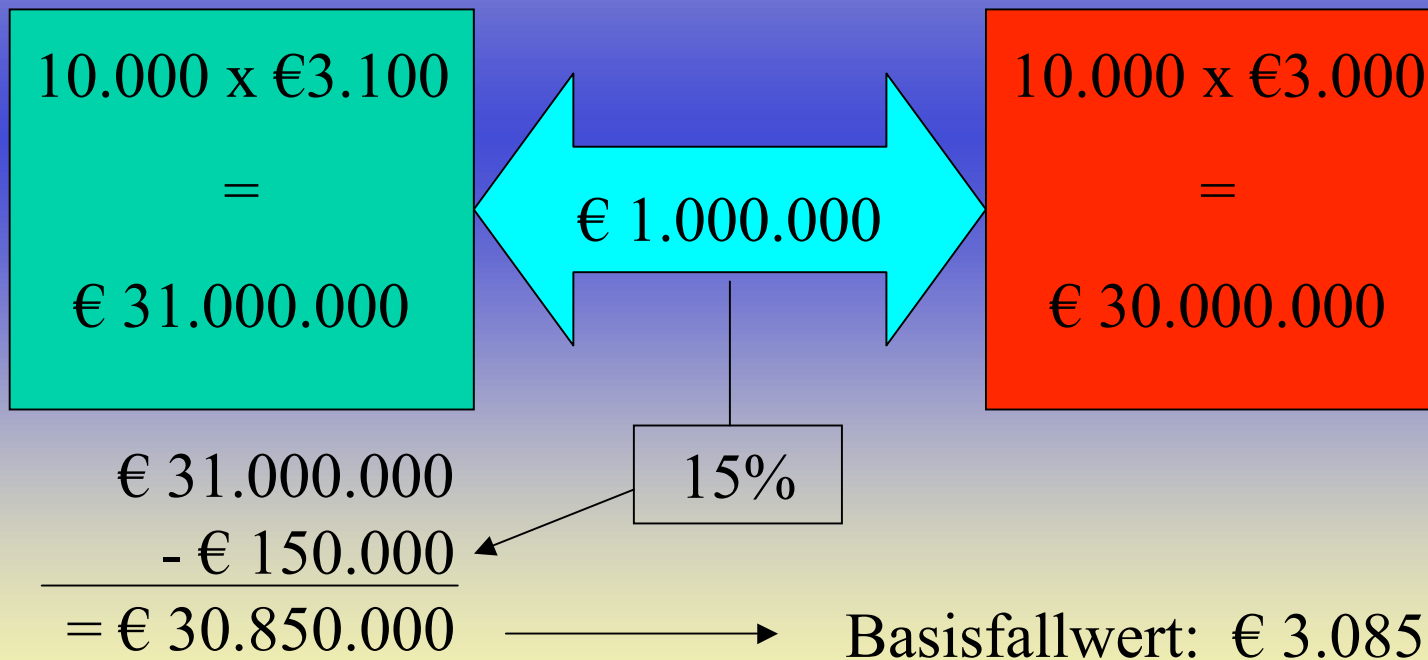 10.000 x €3.100
=
€ 31.000.000
€ 1.000.000
10.000 x €3.000
=
€ 30.000.000
15%
€ 31.000.000
- € 150.000
= € 30.850.000
Basisfallwert: € 3.085